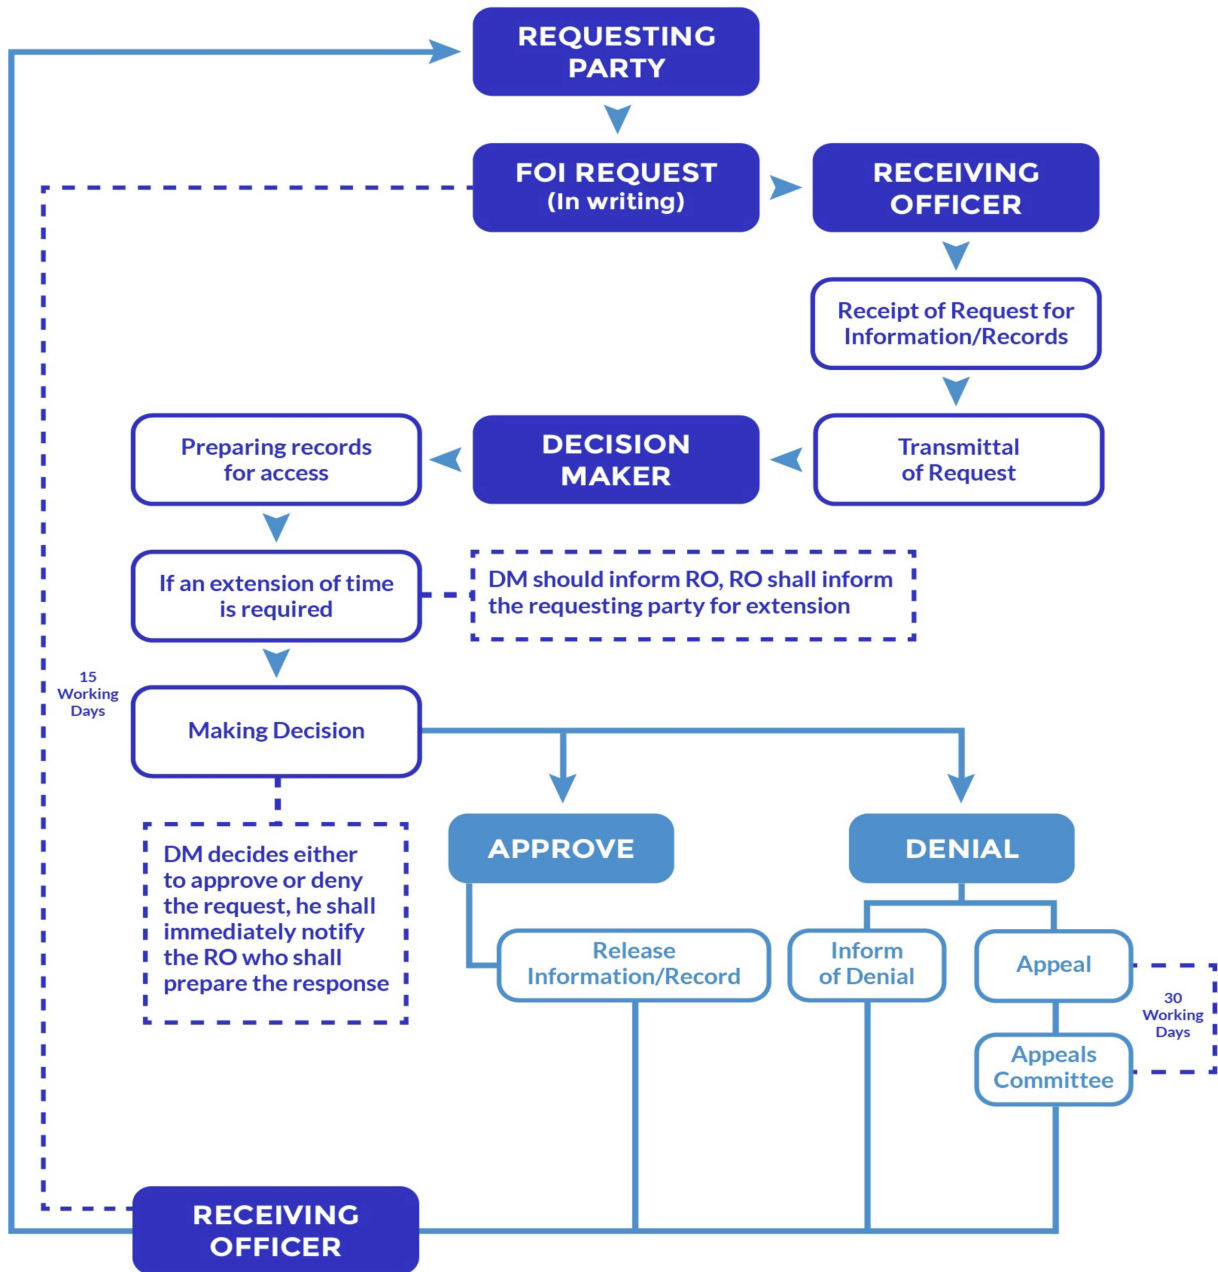 REQUESTING
PARTY
FOI REQUEST
(In writing)
RECEIVING
OFFICER
Receipt of Request for
Information/Records
Transmittal
of Request
DECISION
MAKER
Preparing records
for access
If an extension of time
is required
DM should inform RO, RO shall inform
the requesting party for extension
15
Working
Days
Making Decision
DM decides either
to approve or deny
the request, he shall
immediately notify
the RO who shall
prepare the response
APPROVE
DENIAL
Release
Information/Record
Inform
of Denial
Appeal
30
Working
Days
Appeals
Committee
RECEIVING
OFFICER